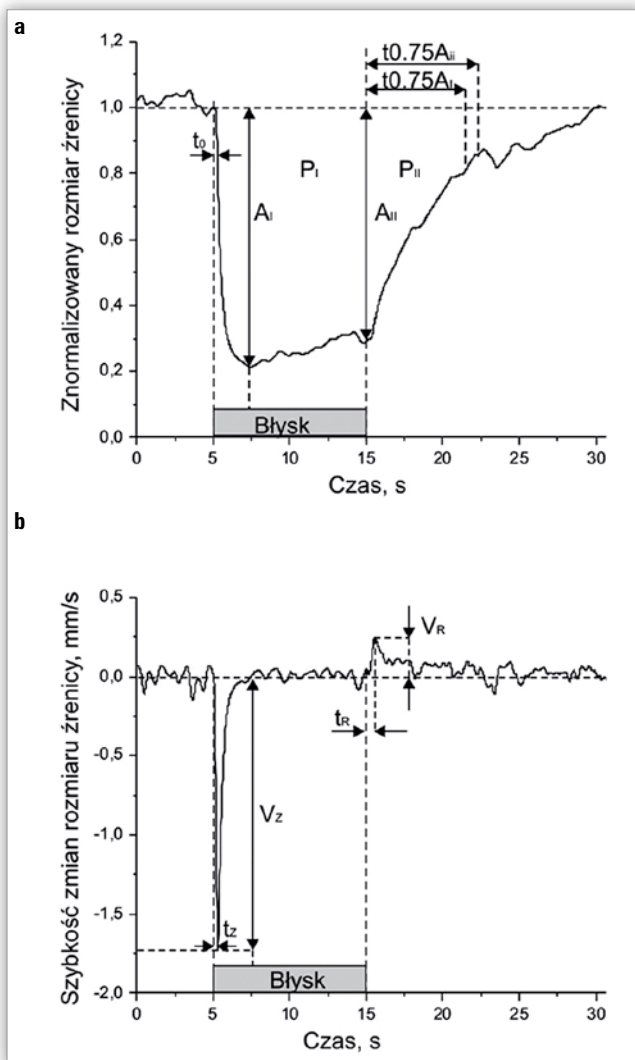 a
t0.75Aii
t0.75AI
1,0
t0
0,8
PI
PII
AI
AII
0,6
0,4
0,2
0,0
Błysk
0
5
10
15
20
25
30
Znormalizowany rozmiar źrenicy
Czas, s
b
0,5
VR
0,0
tR
-0,5
VZ
-1,0
-1,5
tZ
Błysk
-2,0
0
5
10
15
20
25
30
Szybkość zmian rozmiaru źrenicy, mm/s
Czas, s